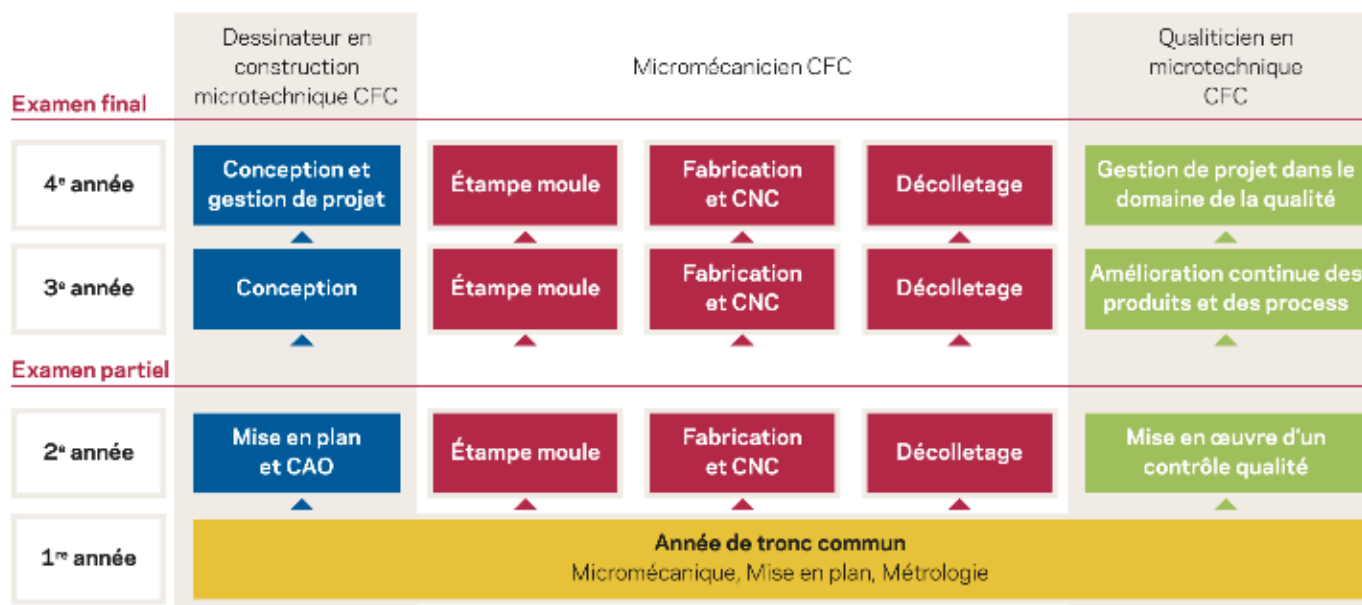 Dessinateur en
construction
microtechnique CFC
Micromécanicien CFC
Qualiticien en
microtechnique
CFC
Examen final
4e année
Conception et
gestion de projet
Étampe moule
Fabrication
et CNC
Décolletage
Gestion de projet dans le
domaine de la qualité
3e année
Conception
Étampe moule
Fabrication
et CNC
Décolletage
Amélioration continue des
produits et des process
Examen partiel
2e année
Mise en plan
et CAO
Étampe moule
Fabrication
et CNC
Décolletage
Mise en œuvre d'un
contrôle qualité
1re année
Année de tronc commun
Micromécanique, Mise en plan, Métrologie